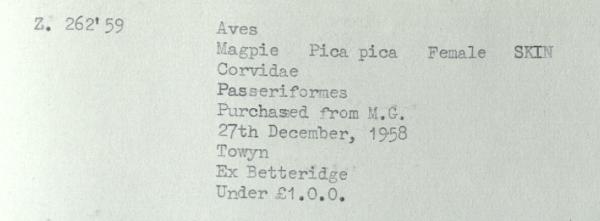 Z. 262'59
Aves
Magpie Pica pica Female SKIN
Corvidae
Passeriformes
Purchased from M.G.
27th December, 1958
Towyn
Ex Betteridge
Under £1.0.0.